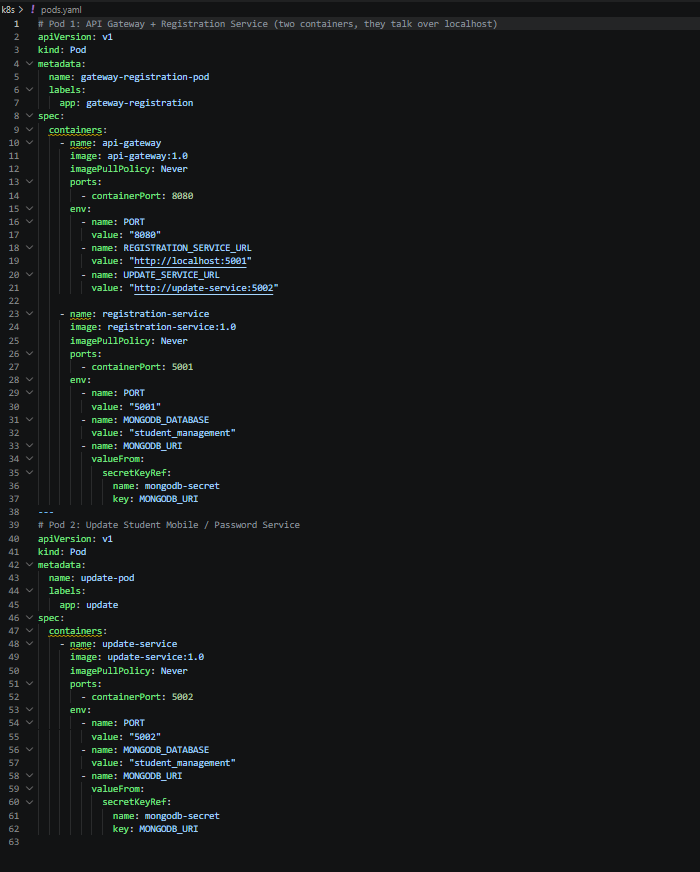 k8s > ! pods.yaml
1 # Pod 1: API Gateway + Registration Service (two containers, they talk over localhost)
2 apiVersion: v1
3 kind: Pod
4 metadata:
5   name: gateway-registration-pod
6   labels:
7     app: gateway-registration
8 spec:
9   containers:
10     - name: api-gateway
11       image: api-gateway:1.0
12       imagePullPolicy: Never
13       ports:
14         - containerPort: 8080
15       env:
16         - name: PORT
17           value: "8080"
18         - name: REGISTRATION_SERVICE_URL
19           value: "http://localhost:5001"
20         - name: UPDATE_SERVICE_URL
21           value: "http://update-service:5002"
22
23     - name: registration-service
24       image: registration-service:1.0
25       imagePullPolicy: Never
26       ports:
27         - containerPort: 5001
28       env:
29         - name: PORT
30           value: "5001"
31         - name: MONGODB_DATABASE
32           value: "student_management"
33         - name: MONGODB_URI
34           valueFrom:
35             secretKeyRef:
36               name: mongodb-secret
37               key: MONGODB_URI
38 ---
39 # Pod 2: Update Student Mobile / Password Service
40 apiVersion: v1
41 kind: Pod
42 metadata:
43   name: update-pod
44   labels:
45     app: update
46 spec:
47   containers:
48     - name: update-service
49       image: update-service:1.0
50       imagePullPolicy: Never
51       ports:
52         - containerPort: 5002
53       env:
54         - name: PORT
55           value: "5002"
56         - name: MONGODB_DATABASE
57           value: "student_management"
58         - name: MONGODB_URI
59           valueFrom:
60             secretKeyRef:
61               name: mongodb-secret
62               key: MONGODB_URI
63